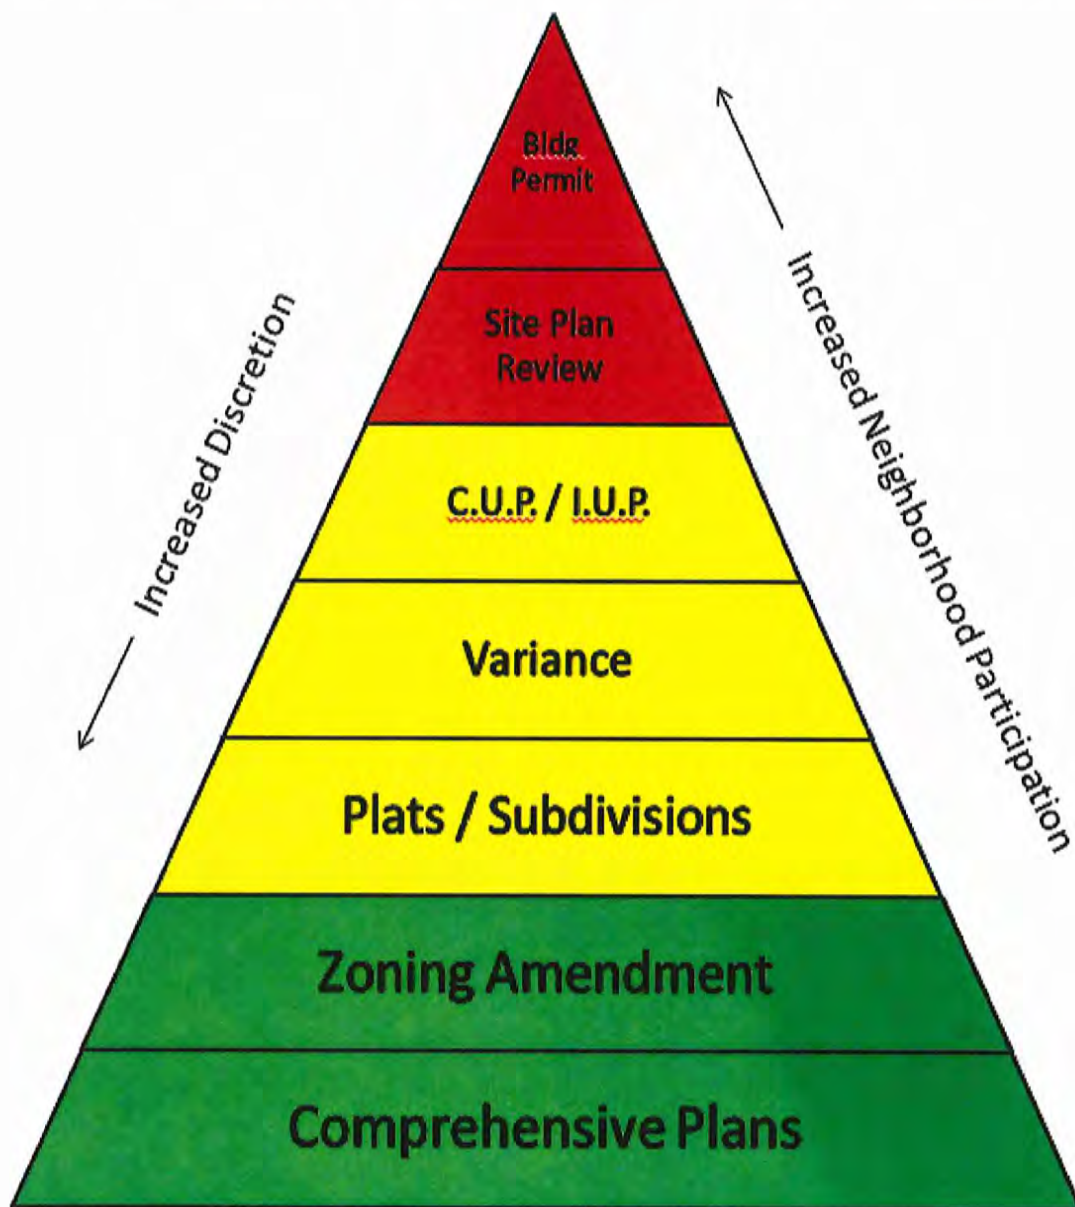 Bldg
Permit
Site Plan
Review
C.U.P. / I.U.P.
Variance
Plats / Subdivisions
Zoning Amendment
Comprehensive Plans
Increased Discretion
Increased Neighborhood Participation